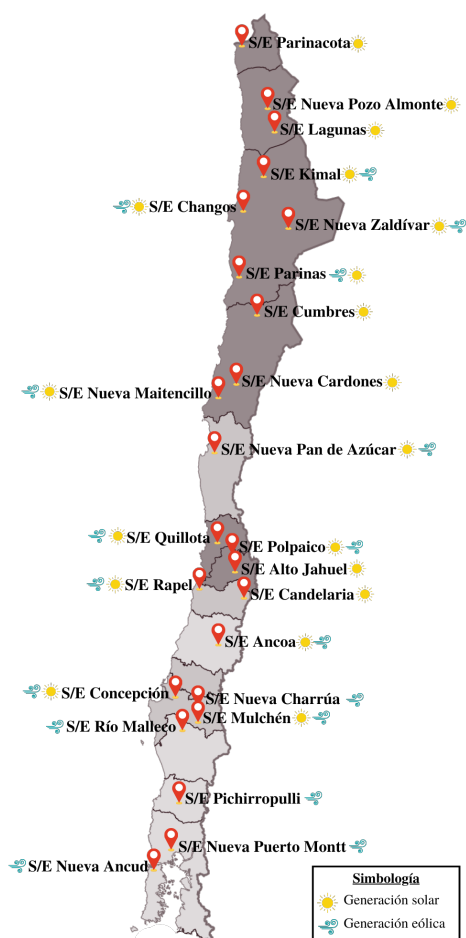 S/E Parinacota
S/E Nueva Pozo Almonte
S/E Lagunas
S/E Kimal
S/E Changos
S/E Nueva Zaldívar
S/E Parinas
S/E Cumbres
S/E Nueva Cardones
S/E Nueva Maitencillo
S/E Nueva Pan de Azúcar
S/E Quillota
S/E Polpaico
S/E Alto Jahuel
S/E Rapel
S/E Candelaria
S/E Ancoa
S/E Concepción
S/E Nueva Charrúa
S/E Mulchén
S/E Río Malleco
S/E Pichirropulli
S/E Nueva Puerto Montt
S/E Nueva Ancud
Simbología
Generación solar
Generación eólica